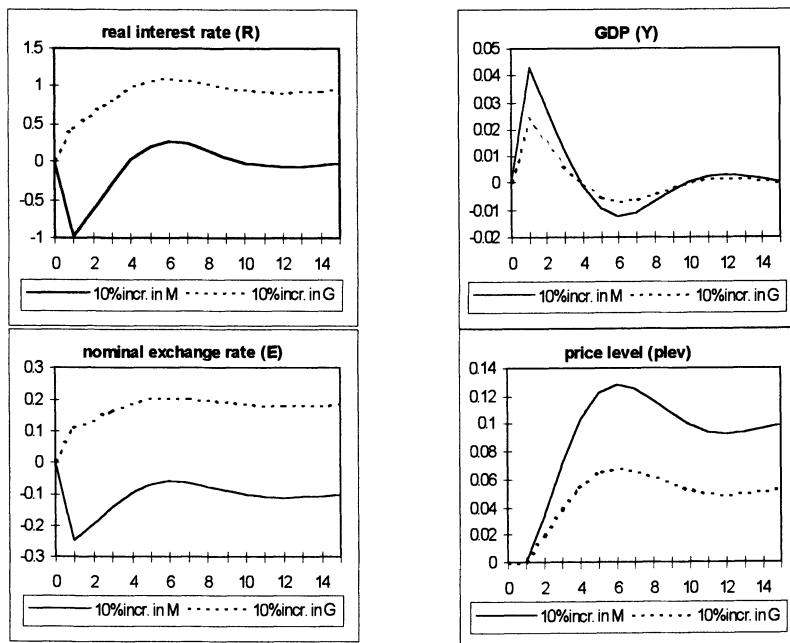 real interest rate (R)
1.5
1
0.5
0
-0.5
-1
0 2 4 6 8 10 12 14
10%incr. in M 10%incr. in G
GDP (Y)
0.05
0.04
0.03
0.02
0.01
0
-0.01
-0.02
0 2 4 6 8 10 12 14
10%incr. in M 10%incr. in G
nominal exchange rate (E)
0.3
0.2
0.1
0
-0.1
-0.2
-0.3
0 2 4 6 8 10 12 14
10%incr. in M 10%incr. in G
price level (plev)
0.14
0.12
0.1
0.08
0.06
0.04
0.02
0
0 2 4 6 8 10 12 14
10%incr. in M 10%incr. in G